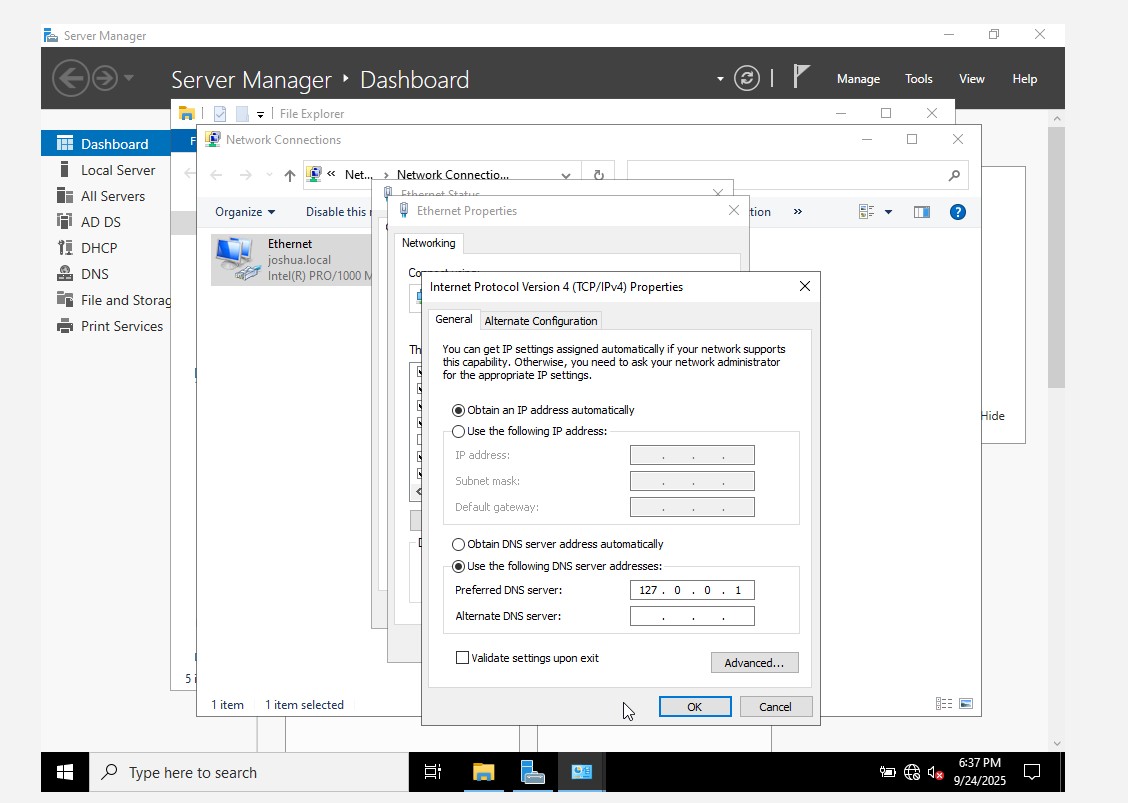 Server Manager
Server Manager ‣ Dashboard
Manage Tools View Help
File Explorer
Network Connections
Dashboard
Local Server
All Servers
AD DS
DHCP
DNS
File and Storag
Print Services
« Net... › Network Connectio...
Organize Disable this »
Ethernet
joshua.local
Intel(R) PRO/1000 M
Ethernet Properties
Networking
Internet Protocol Version 4 (TCP/IPv4) Properties
General Alternate Configuration
You can get IP settings assigned automatically if your network supports
this capability. Otherwise, you need to ask your network administrator
for the appropriate IP settings.
Obtain an IP address automatically
Use the following IP address:
IP address: . . .
Subnet mask: . . .
Default gateway: . . .
Obtain DNS server address automatically
Use the following DNS server addresses:
Preferred DNS server: 127 . 0 . 0 . 1
Alternate DNS server: . . .
Validate settings upon exit
Advanced...
OK Cancel
Hide
1 item 1 item selected
Type here to search
6:37 PM
9/24/2025